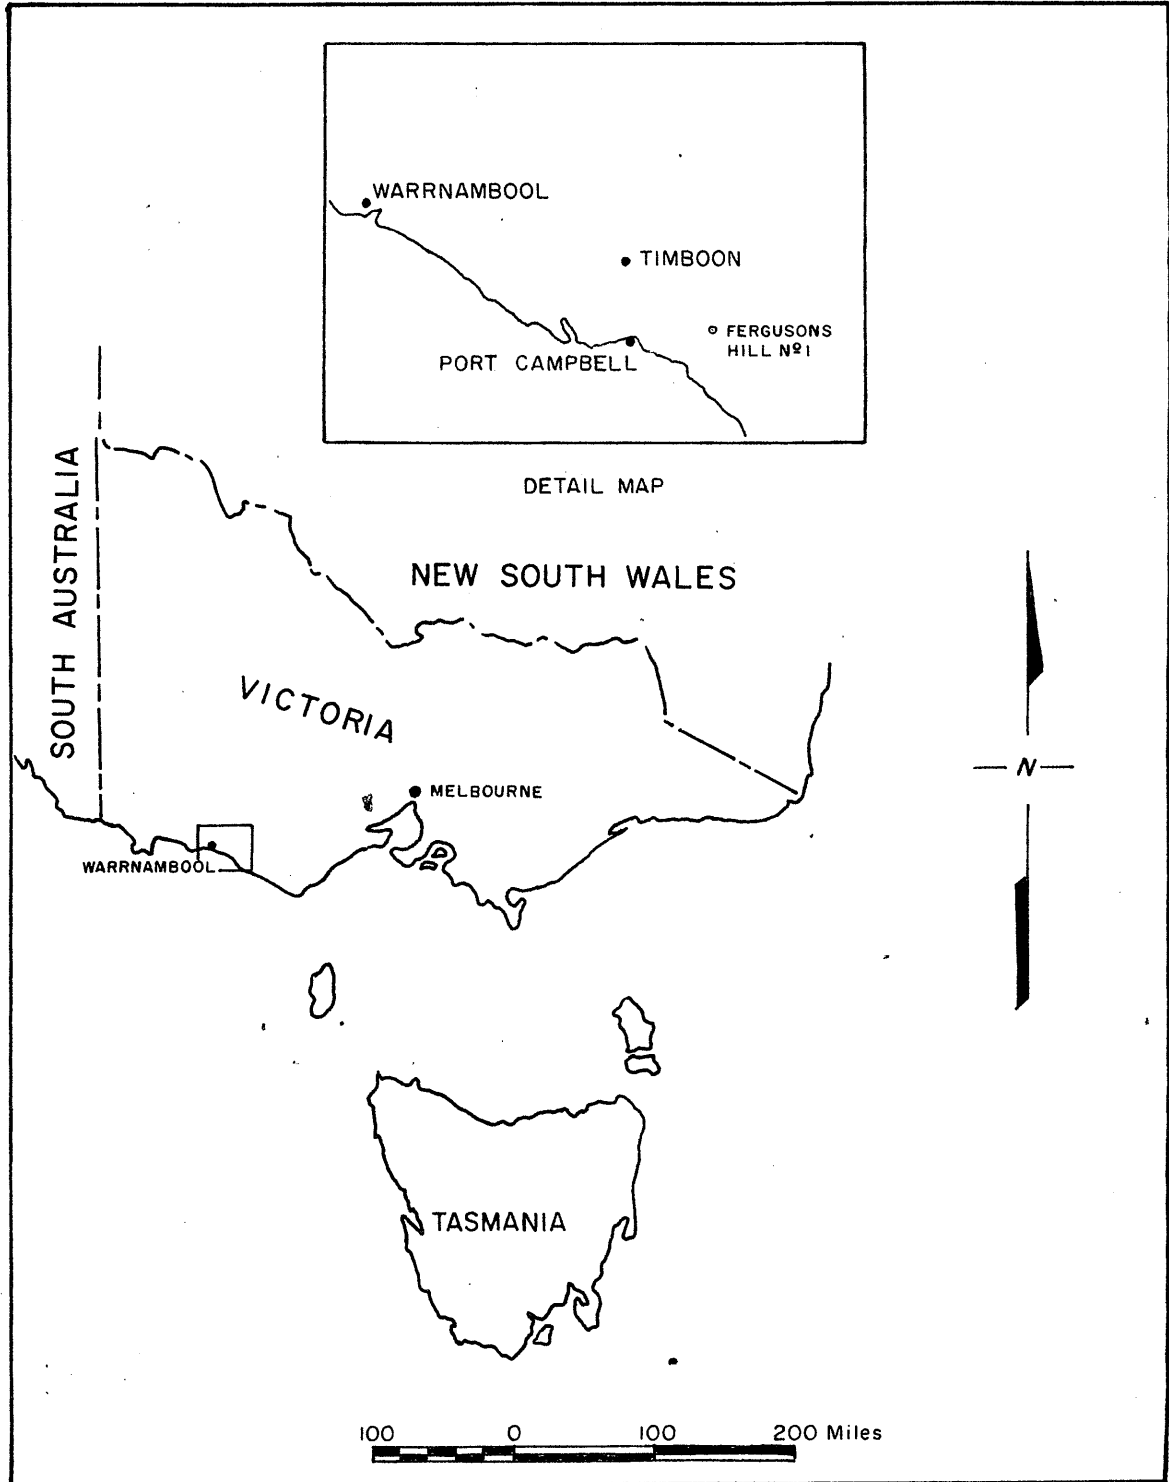 WARRNAMBOOL
TIMBOON
FERGUSONS
HILL Nº1
PORT CAMPBELL
DETAIL MAP
SOUTH AUSTRALIA
NEW SOUTH WALES
VICTORIA
MELBOURNE
WARRNAMBOOL
N
TASMANIA
100 0 100 200 Miles